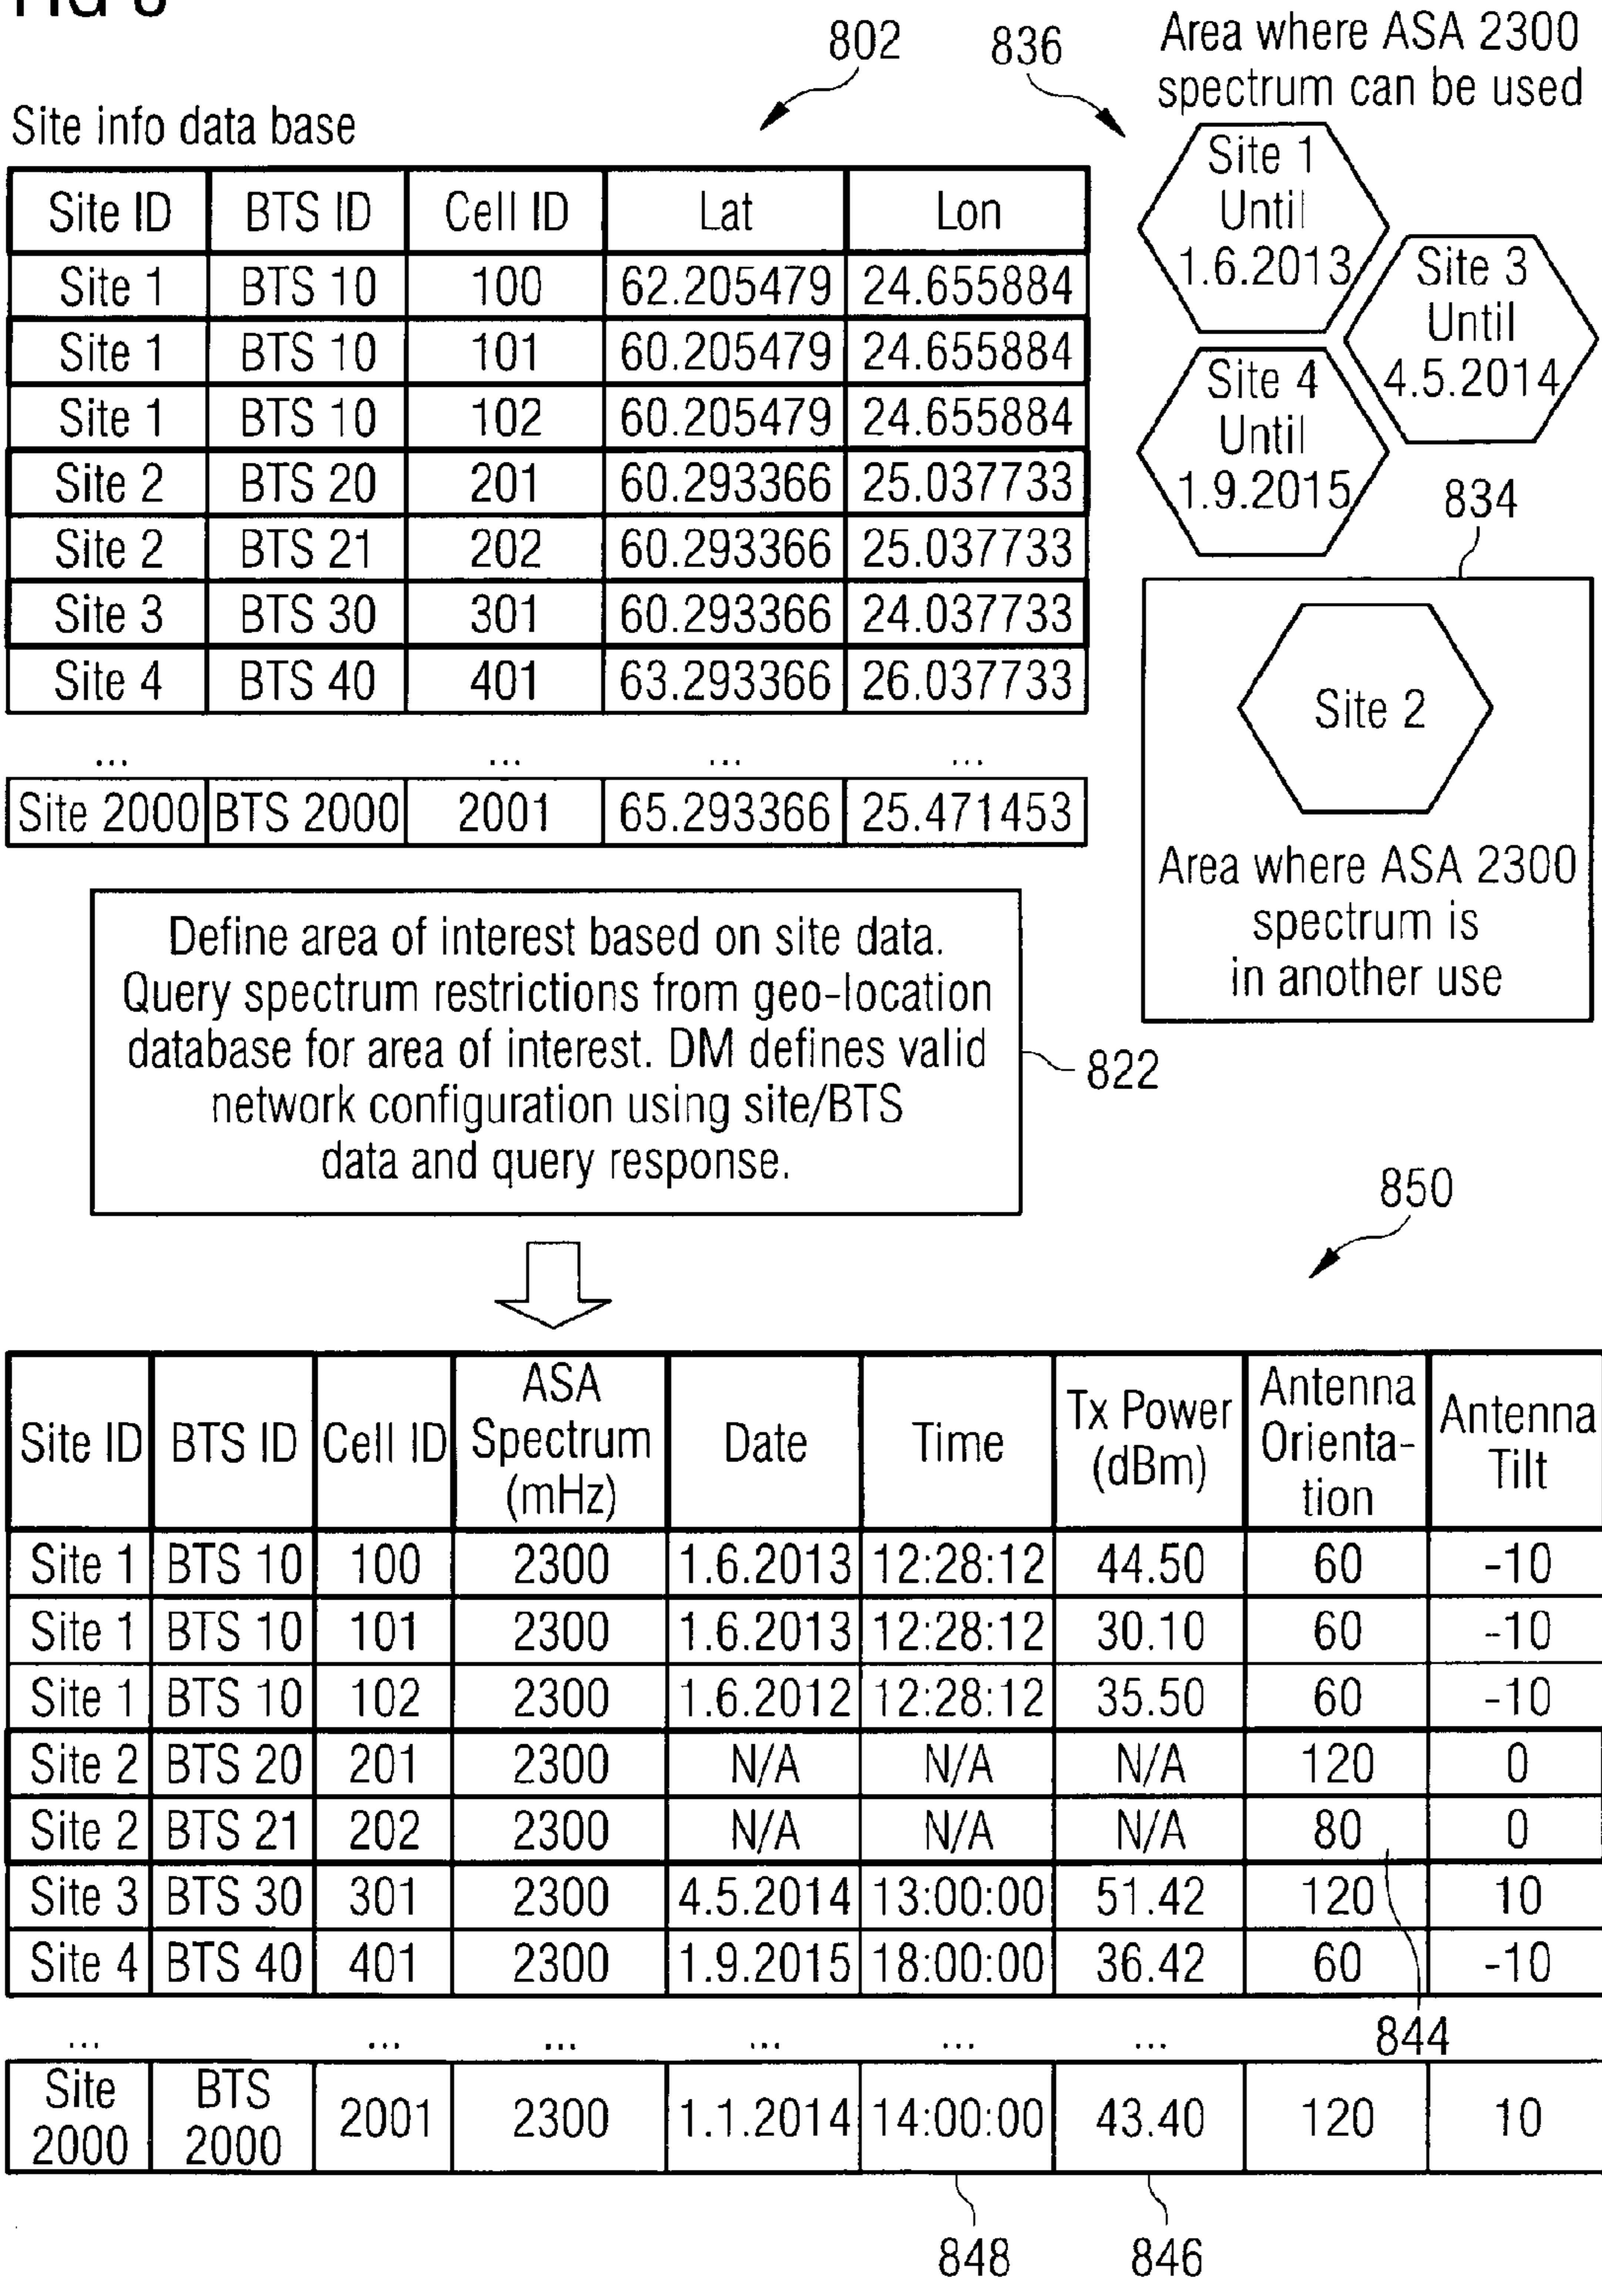 802
836
Area where ASA 2300
spectrum can be used
Site info data base
Site ID BTS ID Cell ID Lat Lon
Site 1 BTS 10 100 62.205479 24.655884
Site 1 BTS 10 101 60.205479 24.655884
Site 1 BTS 10 102 60.205479 24.655884
Site 2 BTS 20 201 60.293366 25.037733
Site 2 BTS 21 202 60.293366 25.037733
Site 3 BTS 30 301 60.293366 24.037733
Site 4 BTS 40 401 63.293366 26.037733
... ... ... ...
Site 2000 BTS 2000 2001 65.293366 25.471453
Site 1
Until
1.6.2013
Site 3
Until
4.5.2014
Site 4
Until
1.9.2015
834
Site 2
Area where ASA 2300
spectrum is
in another use
Define area of interest based on site data.
Query spectrum restrictions from geo-location
database for area of interest. DM defines valid
network configuration using site/BTS
data and query response.
822
850
Site ID BTS ID Cell ID ASA Spectrum (mHz) Date Time Tx Power (dBm) Antenna Orienta- tion Antenna Tilt
Site 1 BTS 10 100 2300 1.6.2013 12:28:12 44.50 60 -10
Site 1 BTS 10 101 2300 1.6.2013 12:28:12 30.10 60 -10
Site 1 BTS 10 102 2300 1.6.2012 12:28:12 35.50 60 -10
Site 2 BTS 20 201 2300 N/A N/A N/A 120 0
Site 2 BTS 21 202 2300 N/A N/A N/A 80 0
Site 3 BTS 30 301 2300 4.5.2014 13:00:00 51.42 120 10
Site 4 BTS 40 401 2300 1.9.2015 18:00:00 36.42 60 -10
... ... ... ... ... ...
844
Site 2000 BTS 2000 2001 2300 1.1.2014 14:00:00 43.40 120 10
848
846